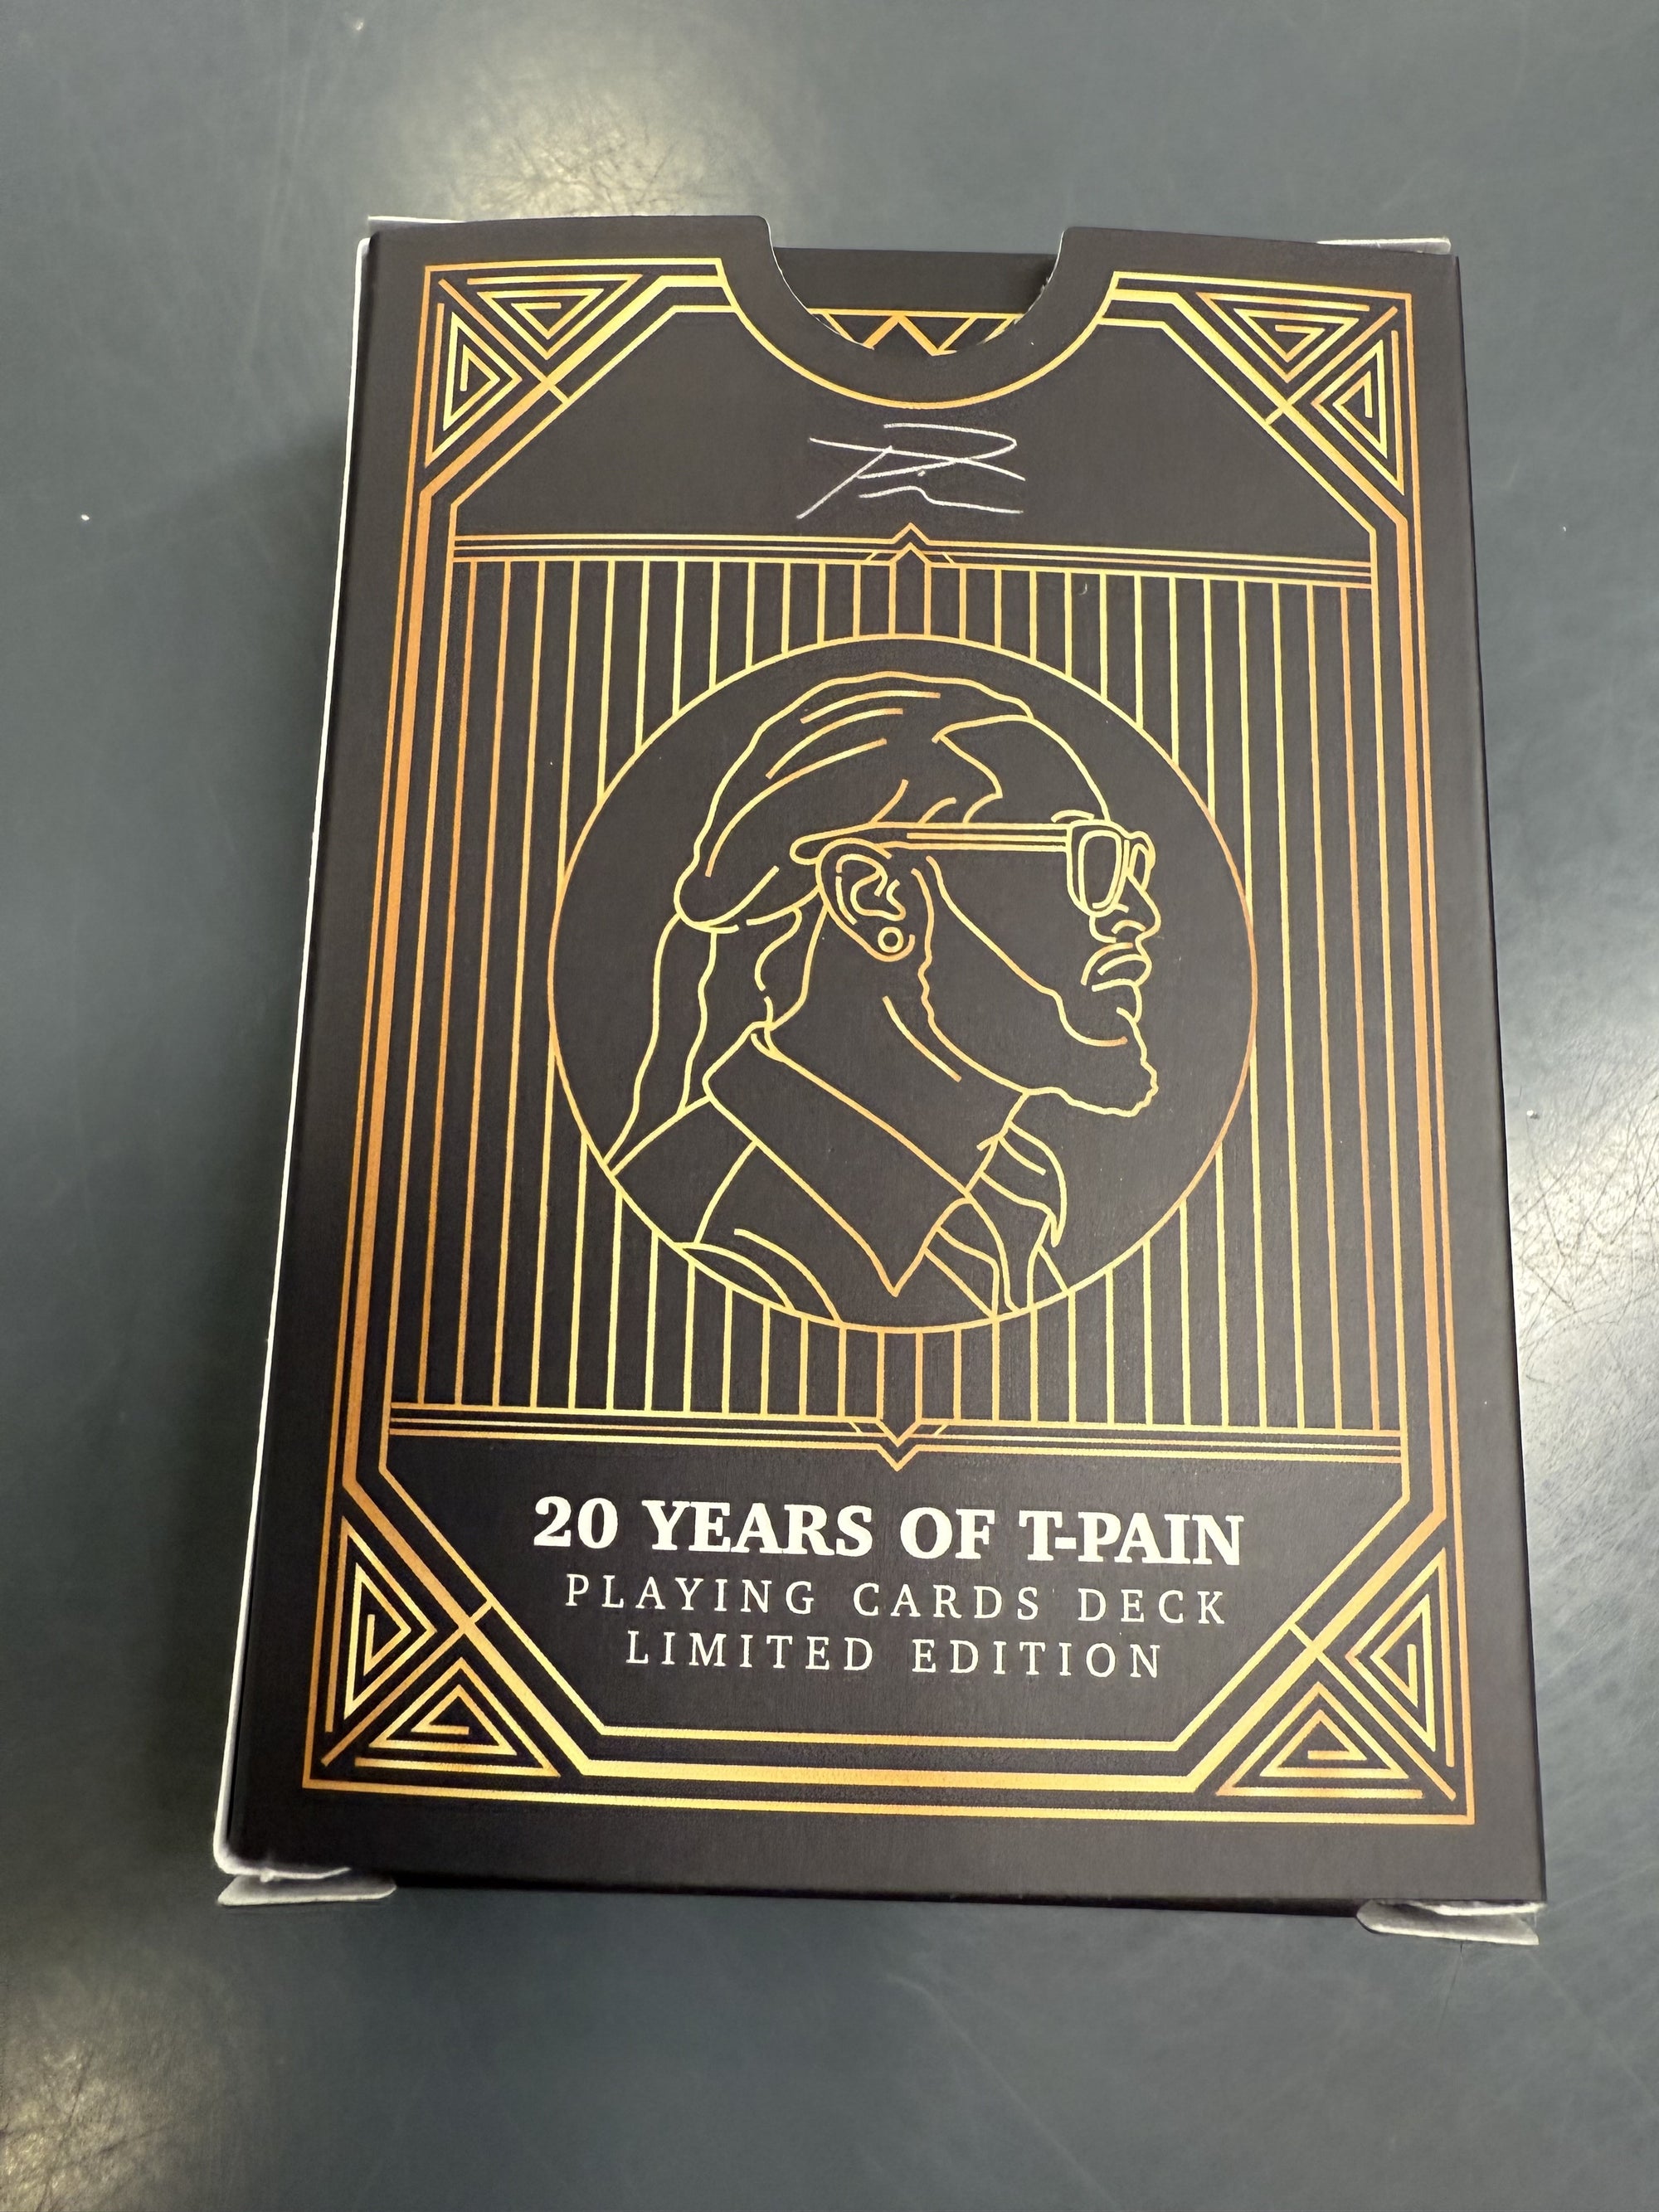 20 YEARS OF T-PAIN
PLAYING CARDS DECK
LIMITED EDITION